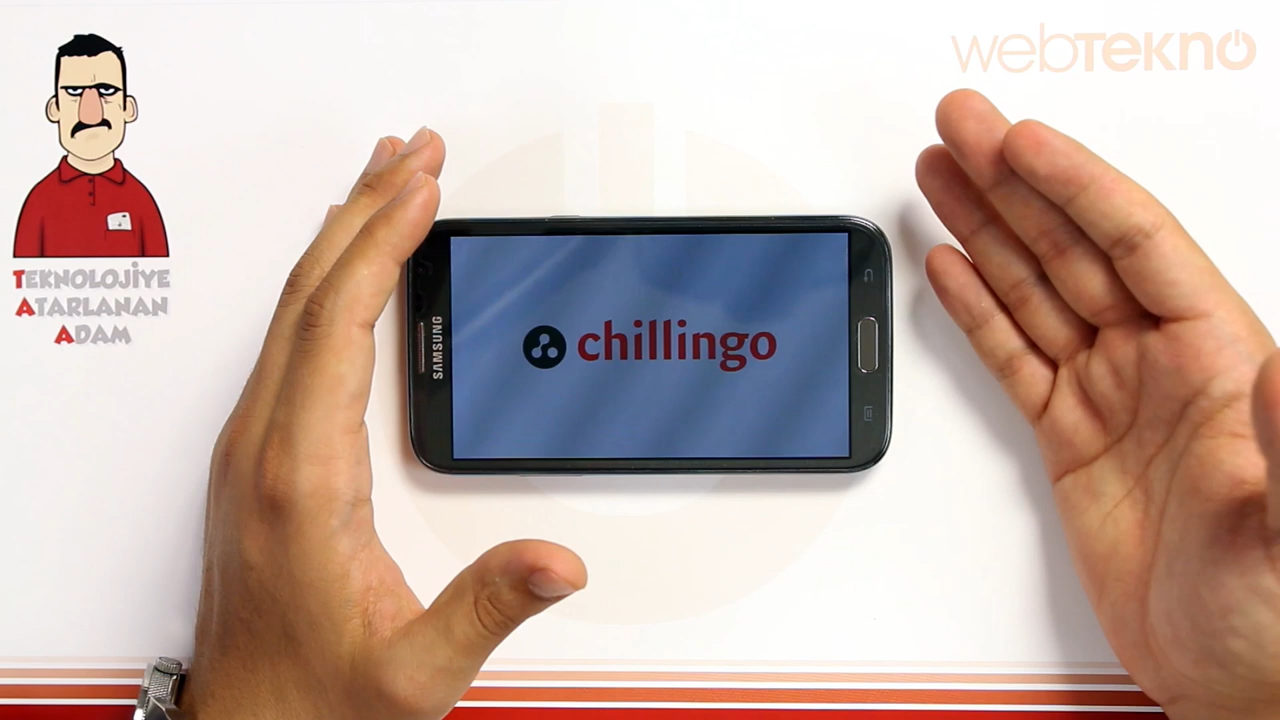 webTEKNO
TEKNOLOJİYE
ATARLANAN
ADAM
SAMSUNG
chillingo